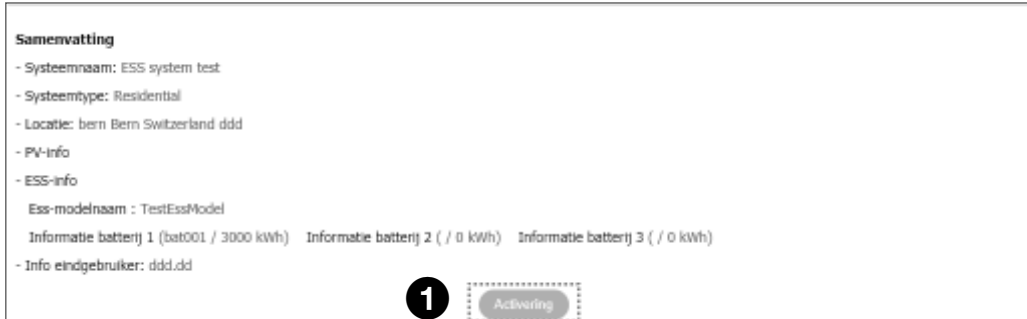 Samenvatting
- Systeemnaam: ESS system test
- Systeemtype: Residential
- Locatie: bern Bern Switzerland ddd
- PV-info
- ESS-info
Ess-modelnaam : TestEssModel
Informatie batterij 1 (bat001 / 3000 kWh) Informatie batterij 2 ( / 0 kWh) Informatie batterij 3 ( / 0 kWh)
- Info eindgebruiker: ddd.dd
1 Activering